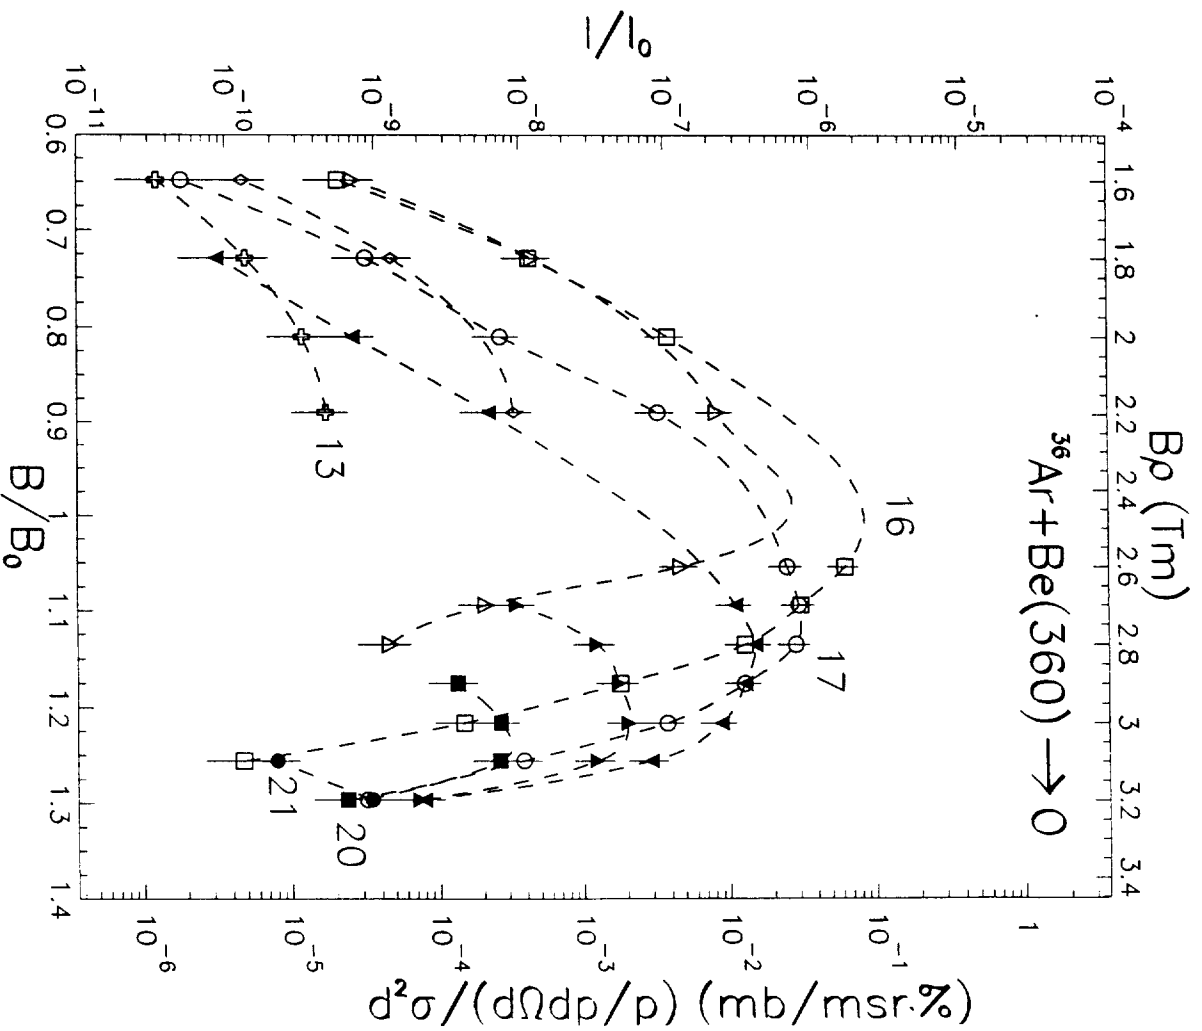 Bρ (Tm)
1.6 1.8 2 2.2 2.4 2.6 2.8 3 3.2 3.4
³⁶Ar+Be(360) → O
I/I₀
10⁻⁴
10⁻⁵
10⁻⁶
10⁻⁷
10⁻⁸
10⁻⁹
10⁻¹⁰
10⁻¹¹
d²σ/(dΩdp/p) (mb/msr·%)
1
10⁻¹
10⁻²
10⁻³
10⁻⁴
10⁻⁵
10⁻⁶
16
17
13
21
20
0.6 0.7 0.8 0.9 1 1.1 1.2 1.3 1.4
B/B₀